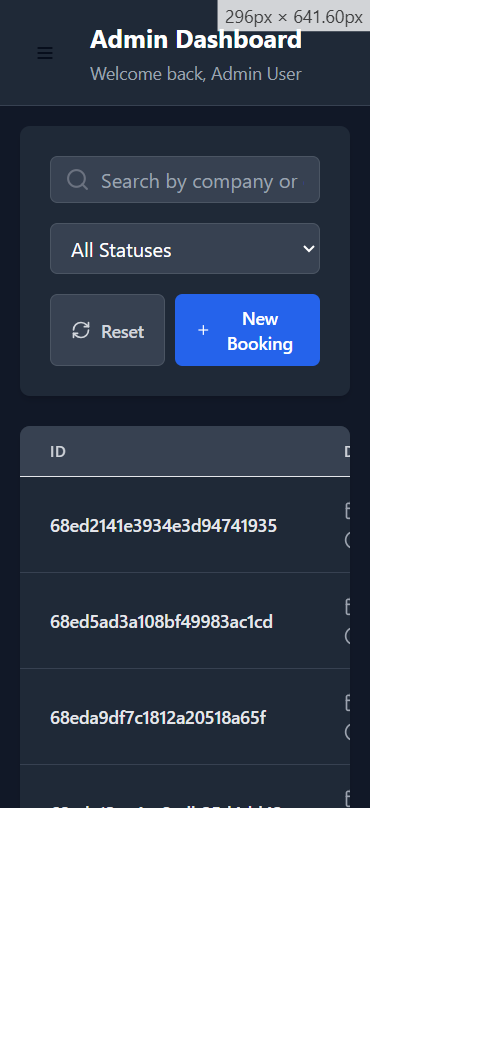 296px × 641.60px
Admin Dashboard
Welcome back, Admin User
Search by company or
All Statuses
Reset
New
Booking
ID
68ed2141e3934e3d94741935
68ed5ad3a108bf49983ac1cd
68eda9df7c1812a20518a65f